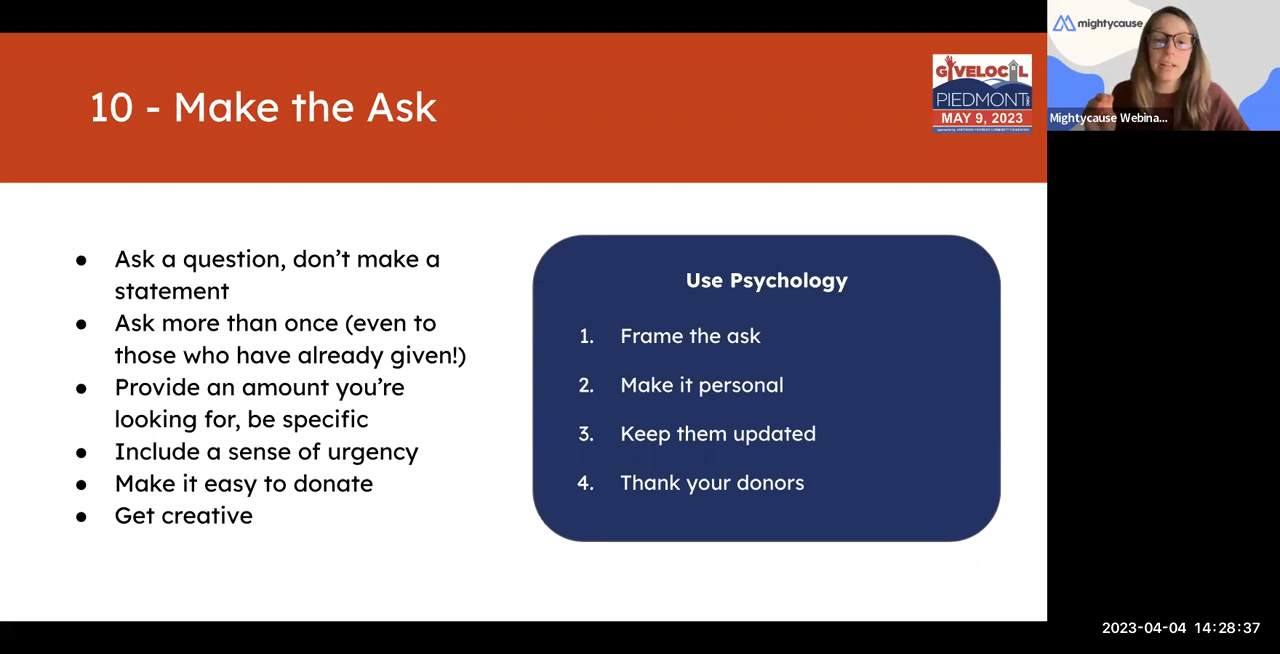 10 - Make the Ask
GIVELOCAL
PIEDMONT
MAY 9, 2023
mightycause
Mightycause Webina...
● Ask a question, don’t make a
statement
● Ask more than once (even to
those who have already given!)
● Provide an amount you’re
looking for, be specific
● Include a sense of urgency
● Make it easy to donate
● Get creative
Use Psychology
1. Frame the ask
2. Make it personal
3. Keep them updated
4. Thank your donors
2023-04-04 14:28:37